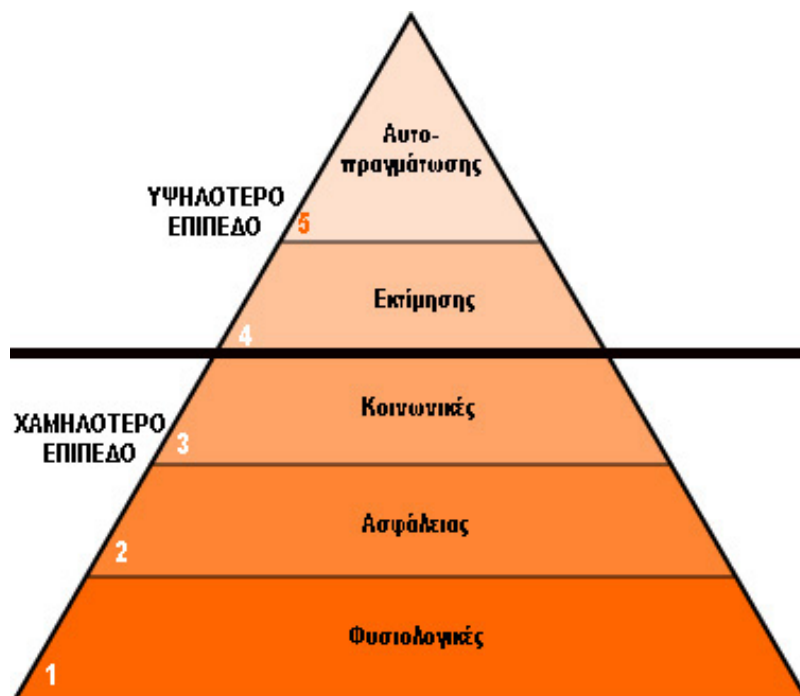 Αυτο-
πραγμάτωσης
ΥΨΗΛΟΤΕΡΟ
ΕΠΙΠΕΔΟ
5
Εκτίμησης
4
Κοινωνικές
ΧΑΜΗΛΟΤΕΡΟ
ΕΠΙΠΕΔΟ
3
Ασφάλειας
2
Φυσιολογικές
1